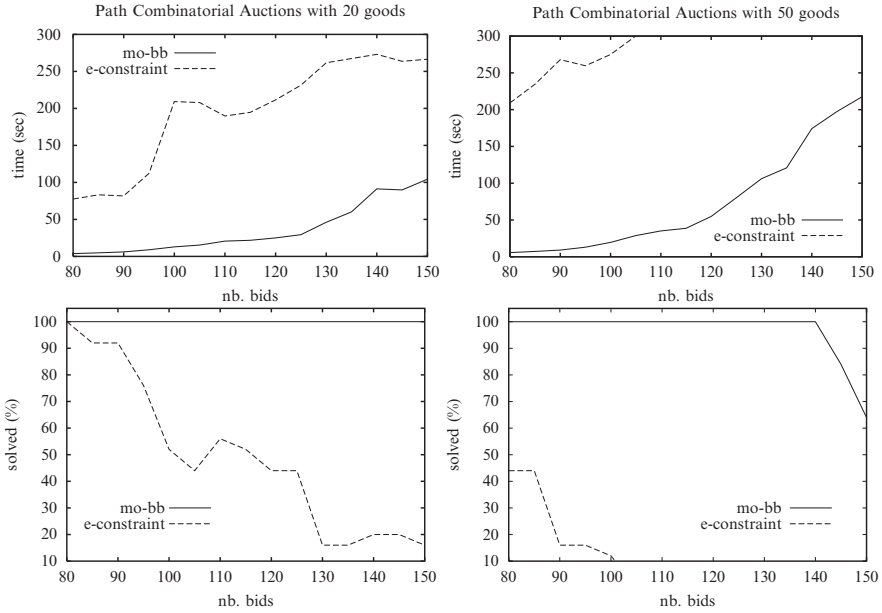 Path Combinatorial Auctions with 20 goods
300
250
200
150
100
50
0
time (sec)
mo-bb
e-constraint
80 90 100 110 120 130 140 150
nb. bids
Path Combinatorial Auctions with 50 goods
300
250
200
150
100
50
0
time (sec)
mo-bb
e-constraint
80 90 100 110 120 130 140 150
nb. bids
100
90
80
70
60
50
40
30
20
10
solved (%)
mo-bb
e-constraint
80 90 100 110 120 130 140 150
nb. bids
100
90
80
70
60
50
40
30
20
10
solved (%)
mo-bb
e-constraint
80 90 100 110 120 130 140 150
nb. bids